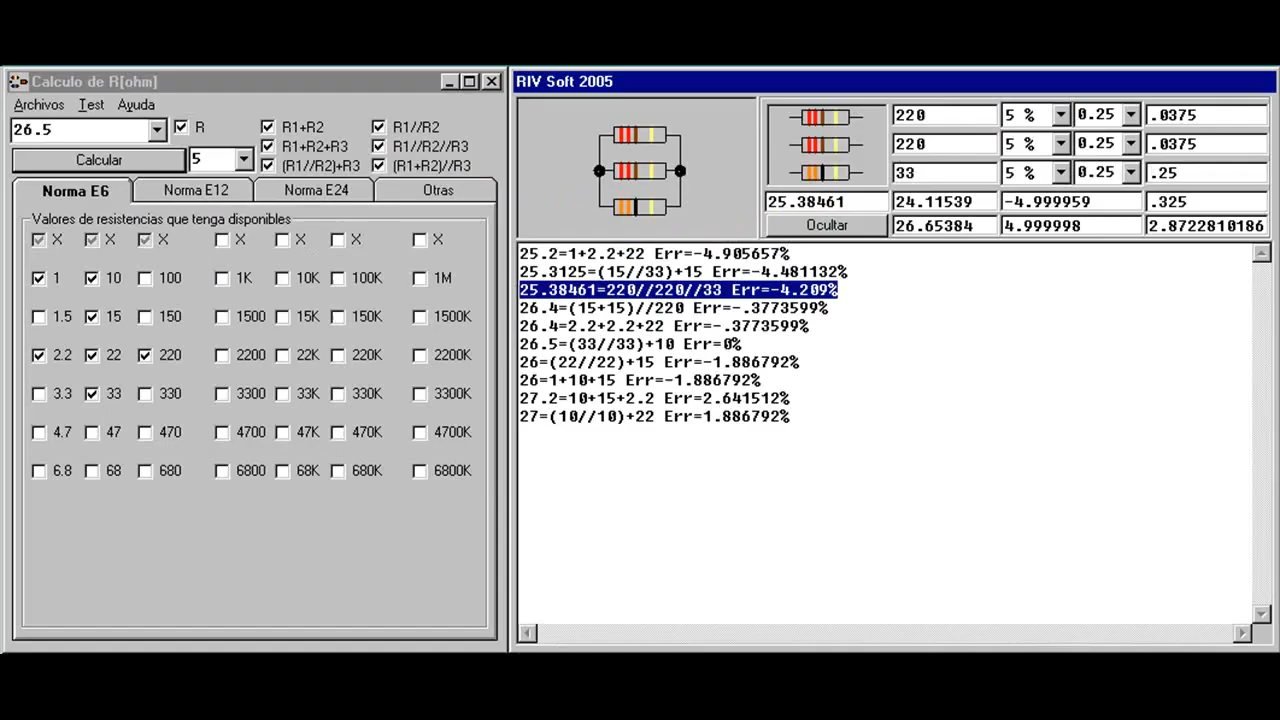 Calculo de R[ohm]
Archivos Test Ayuda
26.5 R R1+R2 R1//R2
R1+R2+R3 R1//R2//R3
Calcular 5 (R1//R2)+R3 (R1+R2)//R3
Norma E6 Norma E12 Norma E24 Otras
Valores de resistencias que tenga disponibles
X X X X X X X
1 10 100 1K 10K 100K 1M
1.5 15 150 1500 15K 150K 1500K
2.2 22 220 2200 22K 220K 2200K
3.3 33 330 3300 33K 330K 3300K
4.7 47 470 4700 47K 470K 4700K
6.8 68 680 6800 68K 680K 6800K
RIV Soft 2005
220 5 % 0.25 .0375
220 5 % 0.25 .0375
33 5 % 0.25 .25
25.38461 24.11539 -4.999959 .325
Ocultar 26.65384 4.999998 2.8722810186
25.2=1+2.2+22 Err=-4.905657%
25.3125=(15//33)+15 Err=-4.481132%
25.38461=220//220//33 Err=-4.209%
26.4=(15+15)//220 Err=-.3773599%
26.4=2.2+2.2+22 Err=-.3773599%
26.5=(33//33)+10 Err=0%
26=(22//22)+15 Err=-1.886792%
26=1+10+15 Err=-1.886792%
27.2=10+15+2.2 Err=2.641512%
27=(10//10)+22 Err=1.886792%